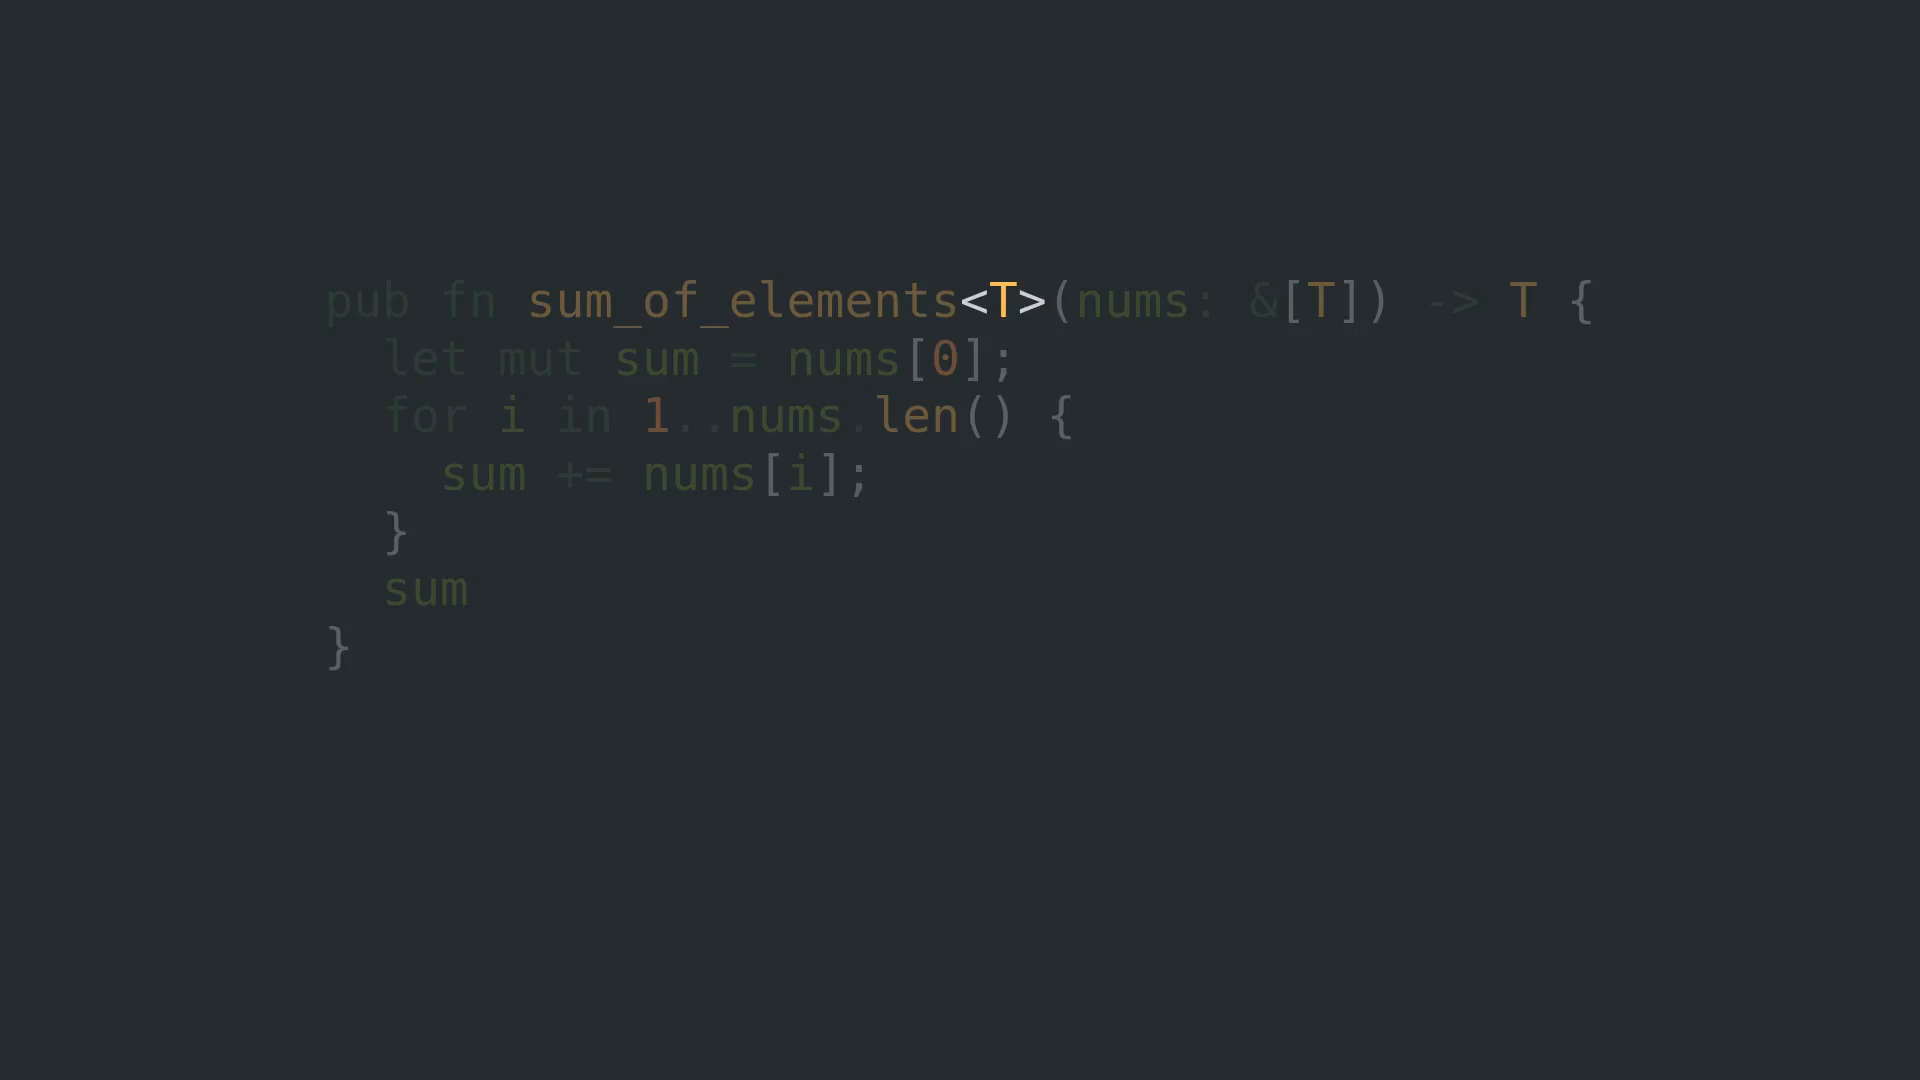 pub fn sum_of_elements<T>(nums: &[T]) -> T {
  let mut sum = nums[0];
  for i in 1..nums.len() {
    sum += nums[i];
  }
  sum
}